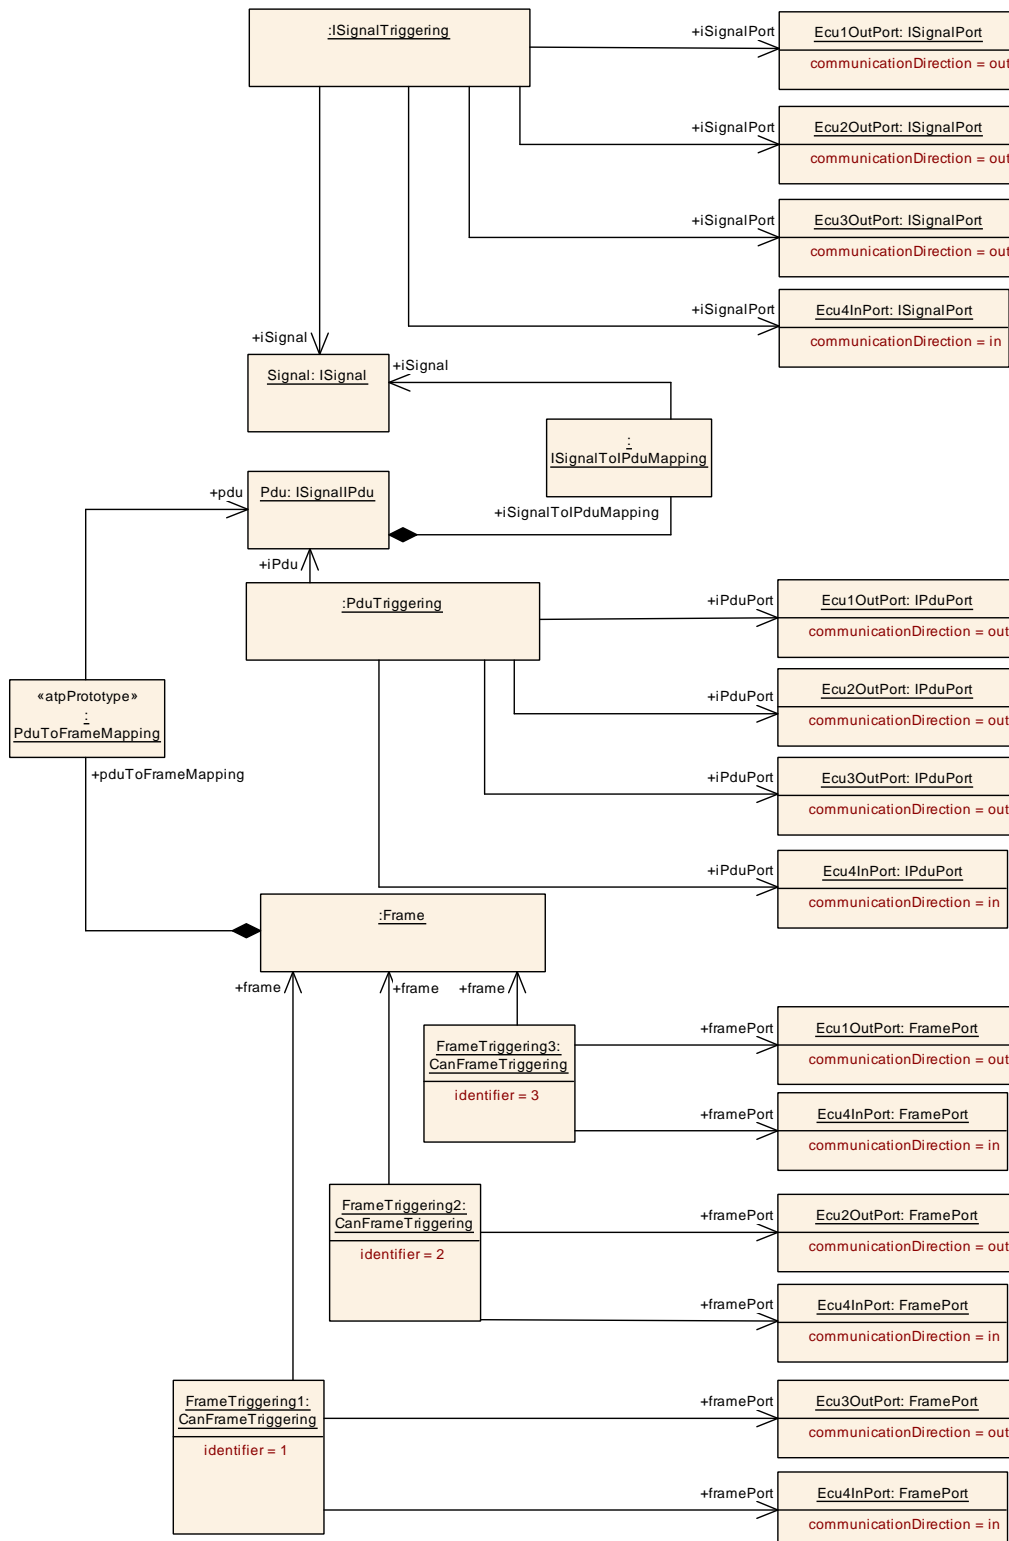 :ISignalTriggering
+iSignalPort
Ecu1OutPort: ISignalPort
communicationDirection = out
+iSignalPort
Ecu2OutPort: ISignalPort
communicationDirection = out
+iSignalPort
Ecu3OutPort: ISignalPort
communicationDirection = out
+iSignalPort
Ecu4InPort: ISignalPort
communicationDirection = in
+iSignal
Signal: ISignal
+iSignal
:
ISignalToIPduMapping
+iSignalToIPduMapping
+pdu
Pdu: ISignalIPdu
+iPdu
:PduTriggering
+iPduPort
Ecu1OutPort: IPduPort
communicationDirection = out
+iPduPort
Ecu2OutPort: IPduPort
communicationDirection = out
«atpPrototype»
:
PduToFrameMapping
+pduToFrameMapping
+iPduPort
Ecu3OutPort: IPduPort
communicationDirection = out
+iPduPort
Ecu4InPort: IPduPort
communicationDirection = in
:Frame
+frame
+frame
+frame
FrameTriggering3:
CanFrameTriggering
identifier = 3
+framePort
Ecu1OutPort: FramePort
communicationDirection = out
+framePort
Ecu4InPort: FramePort
communicationDirection = in
FrameTriggering2:
CanFrameTriggering
identifier = 2
+framePort
Ecu2OutPort: FramePort
communicationDirection = out
+framePort
Ecu4InPort: FramePort
communicationDirection = in
FrameTriggering1:
CanFrameTriggering
identifier = 1
+framePort
Ecu3OutPort: FramePort
communicationDirection = out
+framePort
Ecu4InPort: FramePort
communicationDirection = in